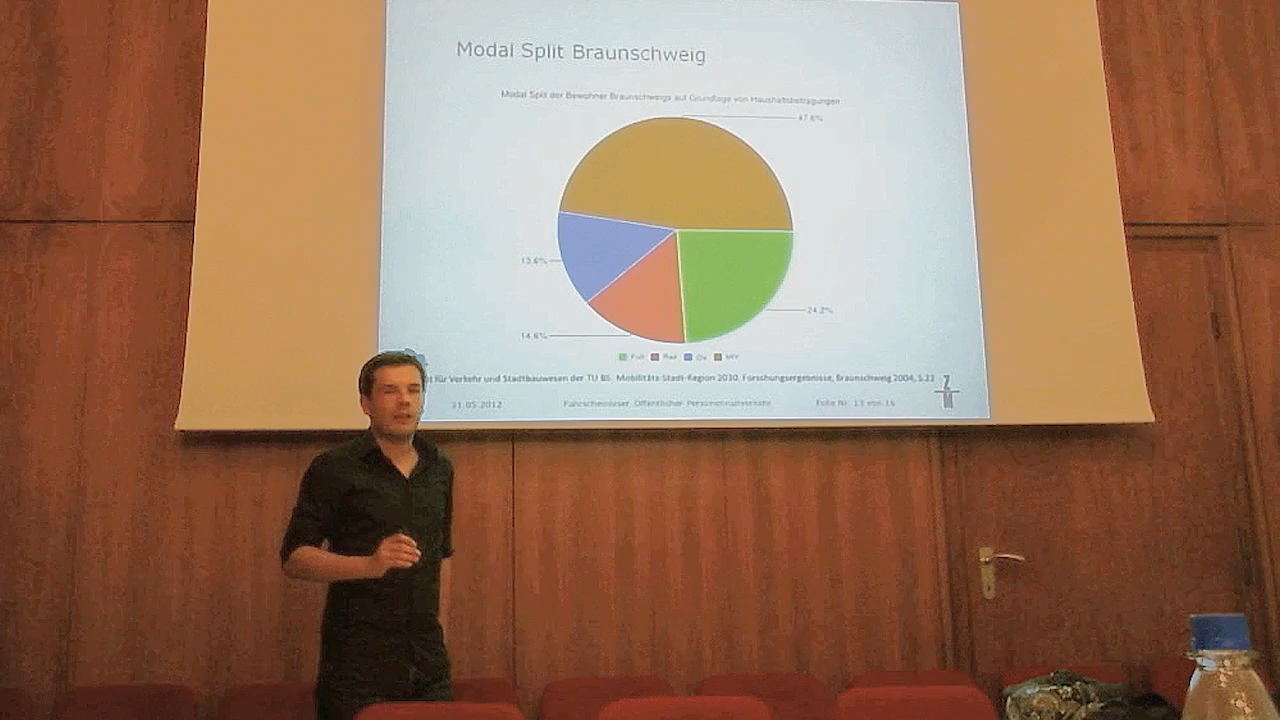 Modal Split Braunschweig
Modal Split der Bewohner Braunschweigs auf Grundlage von Haushaltsbefragungen
47.6%
13.6%
24.2%
14.6%
Fuß Rad ÖV MIV
t für Verkehr und Stadtbauwesen der TU BS: Mobilitäts-Stadt-Region 2030, Forschungsergebnisse, Braunschweig 2004, S.22
31.05.2012 Fahrscheinloser Öffentlicher Personennahverkehr Folie Nr. 13 von 16